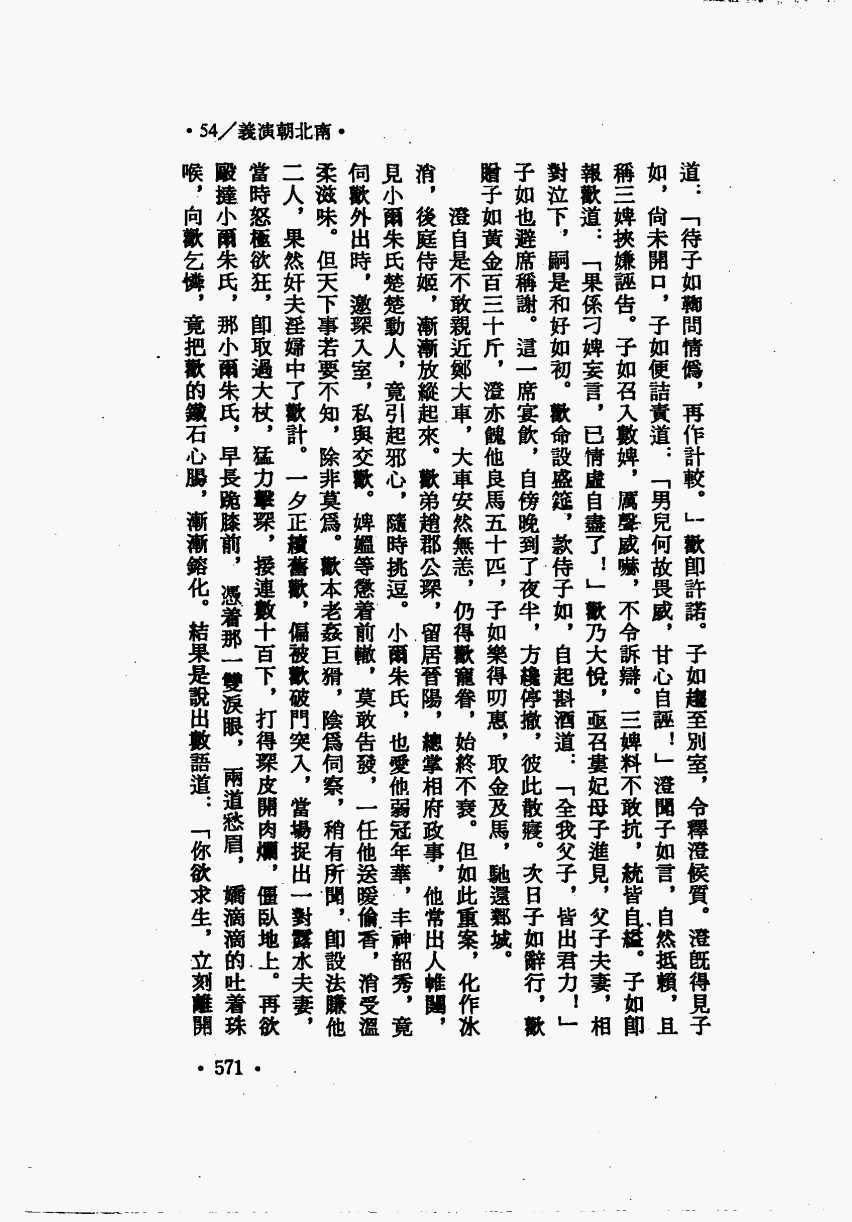 •54／義演朝北南•
道：「待子如鞫問情僞，再作計較。」歡卽許諾。子如趨至別室，令釋澄候質。澄旣得見子
如，尙未開口，子如便詰責道：「男兒何故畏威，甘心自誣！」澄聞子如言，自然抵賴，且
稱三婢挾嫌誣告。子如召入數婢，厲聲威嚇，不令訴辯。三婢料不敢抗，統皆自縊。子如卽
報歡道：「果係刁婢妄言，已情虛自盡了！」歡乃大悅，亟召婁妃母子進見，父子夫妻，相
對泣下，嗣是和好如初。歡命設盛筵，款待子如，自起斟酒道：「全我父子，皆出君力！」
子如也避席稱謝。這一席宴飲，自傍晚到了夜半，方纔停撤，彼此散寢。次日子如辭行，歡
贈子如黃金百三十斤，澄亦餽他良馬五十匹，子如樂得叨惠，取金及馬，馳還鄴城。
澄自是不敢親近鄭大車，大車安然無恙，仍得歡寵眷，始終不衰。但如此重案，化作冰
消，後庭侍姬，漸漸放縱起來。歡弟趙郡公琛，留居晉陽，總掌相府政事，他常出入帷闥，
見小爾朱氏楚楚動人，竟引起邪心，隨時挑逗。小爾朱氏，也愛他弱冠年華，丰神韶秀，竟
伺歡外出時，邀琛入室，私與交歡。婢媼等懲着前轍，莫敢告發，一任他送暖偷香，消受溫
柔滋味。但天下事若要不知，除非莫爲。歡本老姦巨猾，陰爲伺察，稍有所聞，卽設法賺他
二人，果然奸夫淫婦中了歡計。一夕正續舊歡，偏被歡破門突入，當場捉出一對露水夫妻，
當時怒極欲狂，卽取過大杖，猛力擊琛，接連數十百下，打得琛皮開肉爛，僵臥地上。再欲
毆撻小爾朱氏，那小爾朱氏，早長跪膝前，憑着那一雙淚眼，兩道愁眉，嬌滴滴的吐着珠
喉，向歡乞憐，竟把歡的鐵石心腸，漸漸鎔化。結果是說出數語道：「你欲求生，立刻離開
•571•